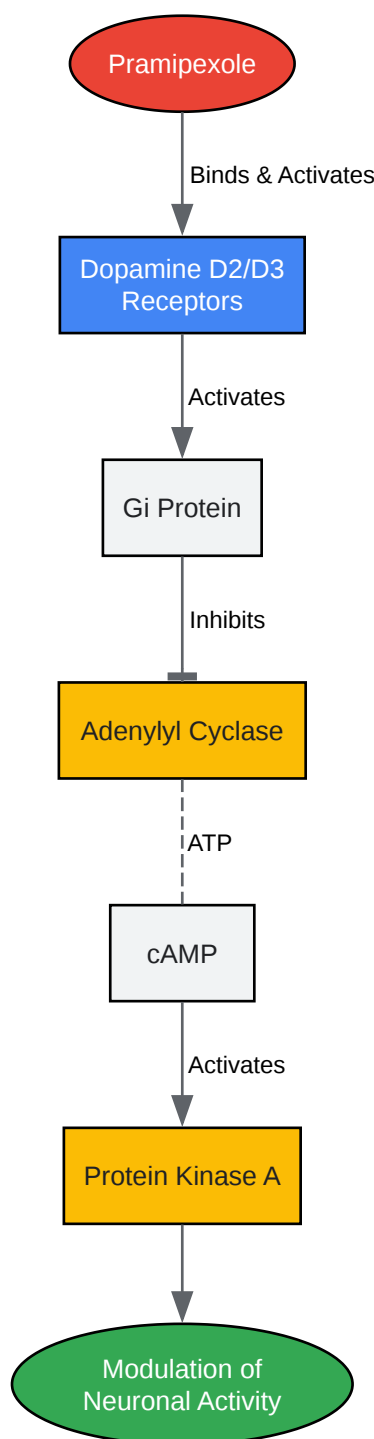 Pramipexole
Binds & Activates
Dopamine D2/D3
Receptors
Activates
Gi Protein
Inhibits
Adenylyl Cyclase
ATP
cAMP
Activates
Protein Kinase A
Modulation of
Neuronal Activity